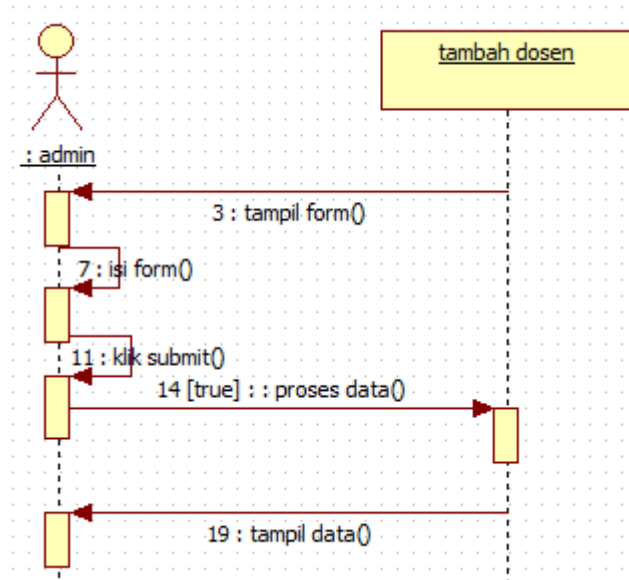 tambah dosen
: admin
3 : tampil form()
7 : isi form()
11 : klik submit()
14 [true] : : proses data()
19 : tampil data()